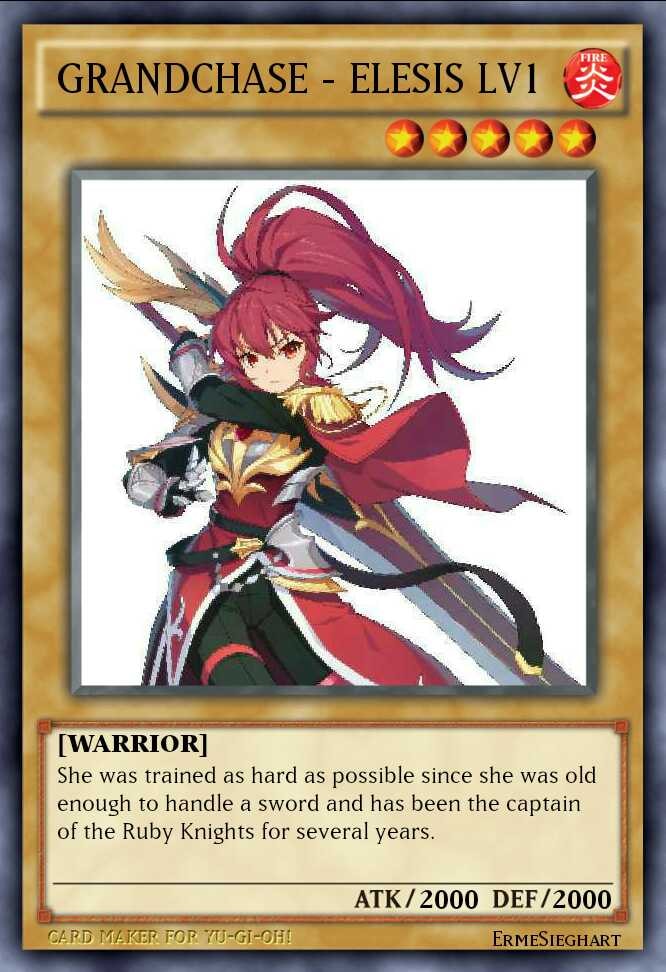 GRANDCHASE - ELESIS LV1
FIRE
炎
[WARRIOR]
She was trained as hard as possible since she was old
enough to handle a sword and has been the captain
of the Ruby Knights for several years.
ATK/2000 DEF/2000
CARD MAKER FOR YU-GI-OH!
ERMESIEGHART